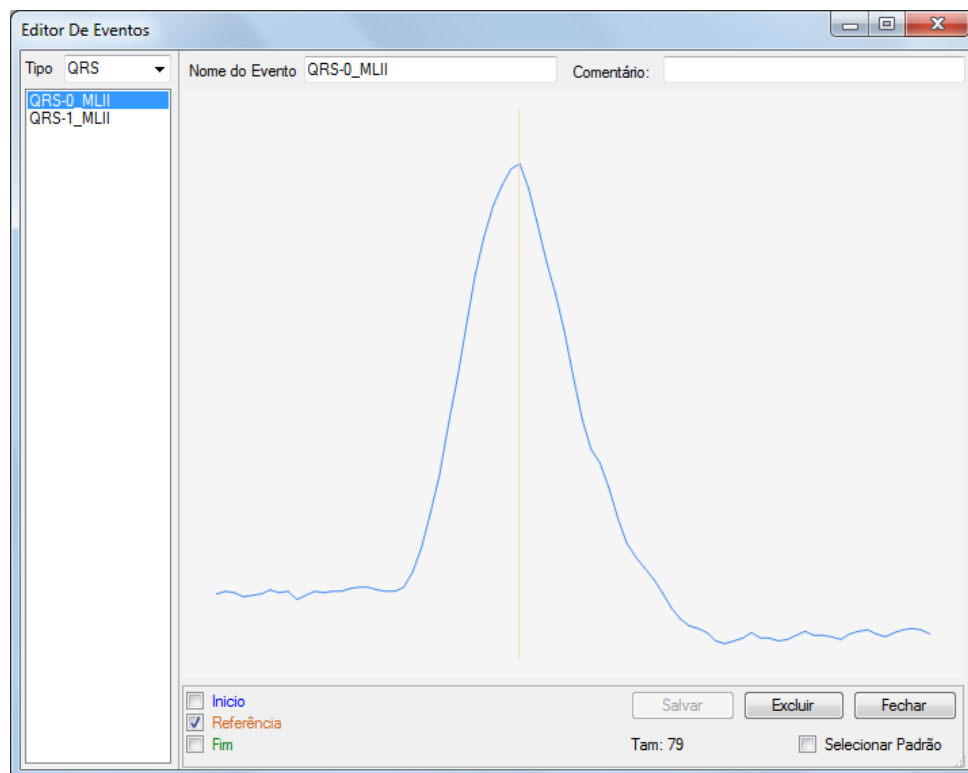 Editor De Eventos
Tipo QRS Nome do Evento QRS-0_MLII Comentário:
QRS-0_MLII
QRS-1_MLII
Inicio Salvar Excluir Fechar
Referência
Fim Tam: 79 Selecionar Padrão